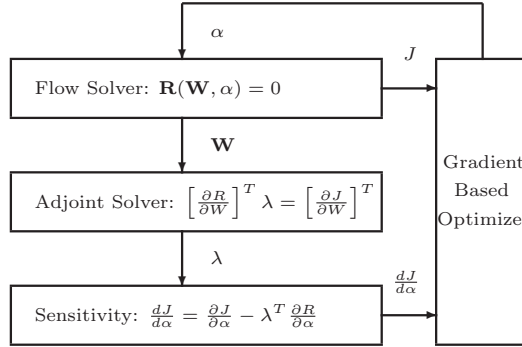 α
J
Flow Solver: R(W, α) = 0
W
Adjoint Solver: [∂R/∂W]^T λ = [∂J/∂W]^T
λ
Sensitivity: dJ/dα = ∂J/∂α − λ^T ∂R/∂α
dJ/dα
Gradient
Based
Optimize